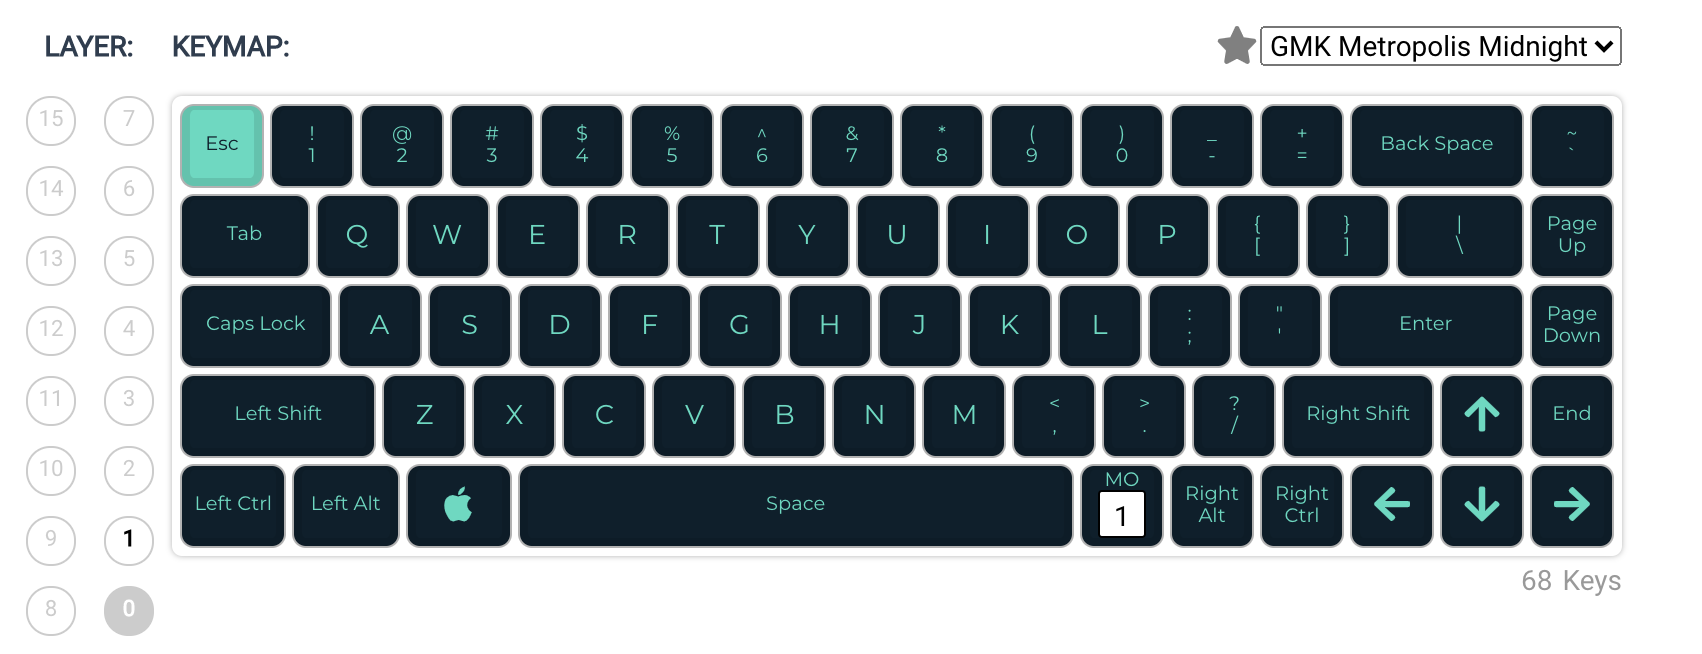 LAYER: KEYMAP: GMK Metropolis Midnight
15 7
14 6
13 5
12 4
11 3
10 2
9 1
8 0
Esc ! @ # $ % ^ & * ( ) _ + Back Space ~
1 2 3 4 5 6 7 8 9 0 - = `
Tab Q W E R T Y U I O P { } | Page
[ ] \ Up
Caps Lock A S D F G H J K L : " Enter Page
; ' Down
Left Shift Z X C V B N M < > ? Right Shift End
, . /
Left Ctrl Left Alt Space MO Right Right
1 Alt Ctrl
68 Keys